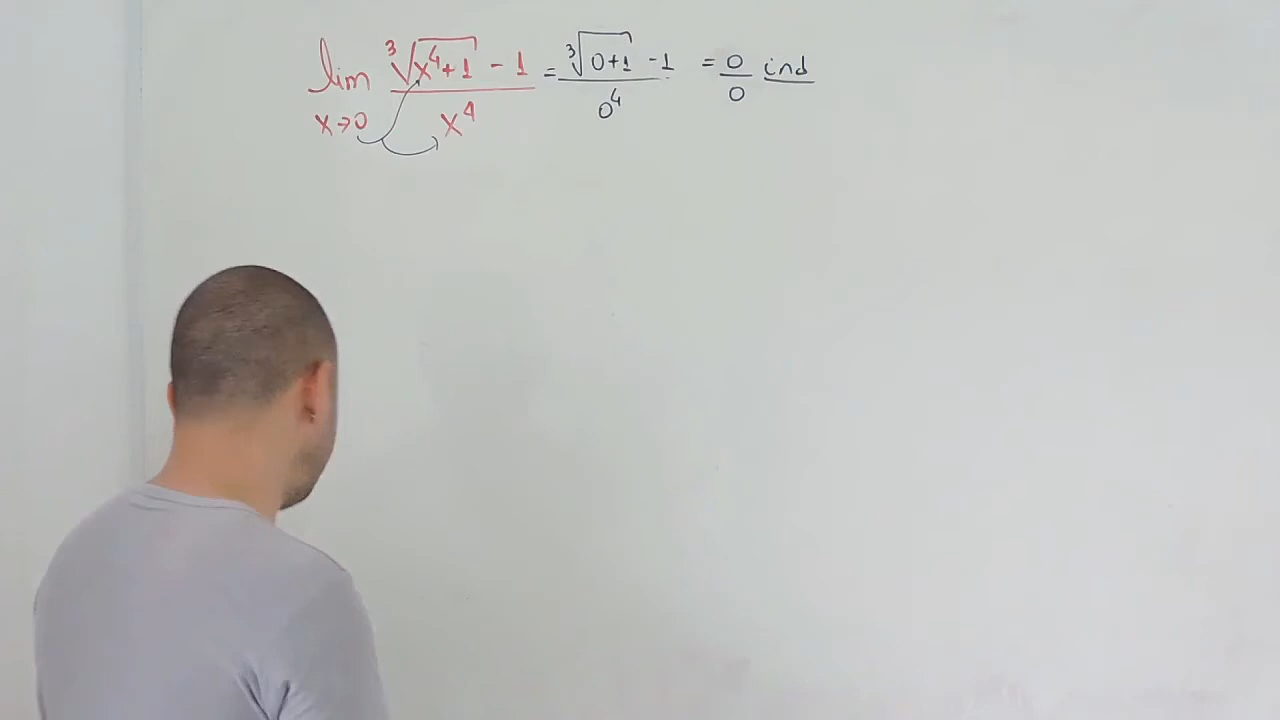 lim x→0 ∛(x⁴+1) - 1 / x⁴ = ∛(0+1) - 1 / 0⁴ = 0/0 ind